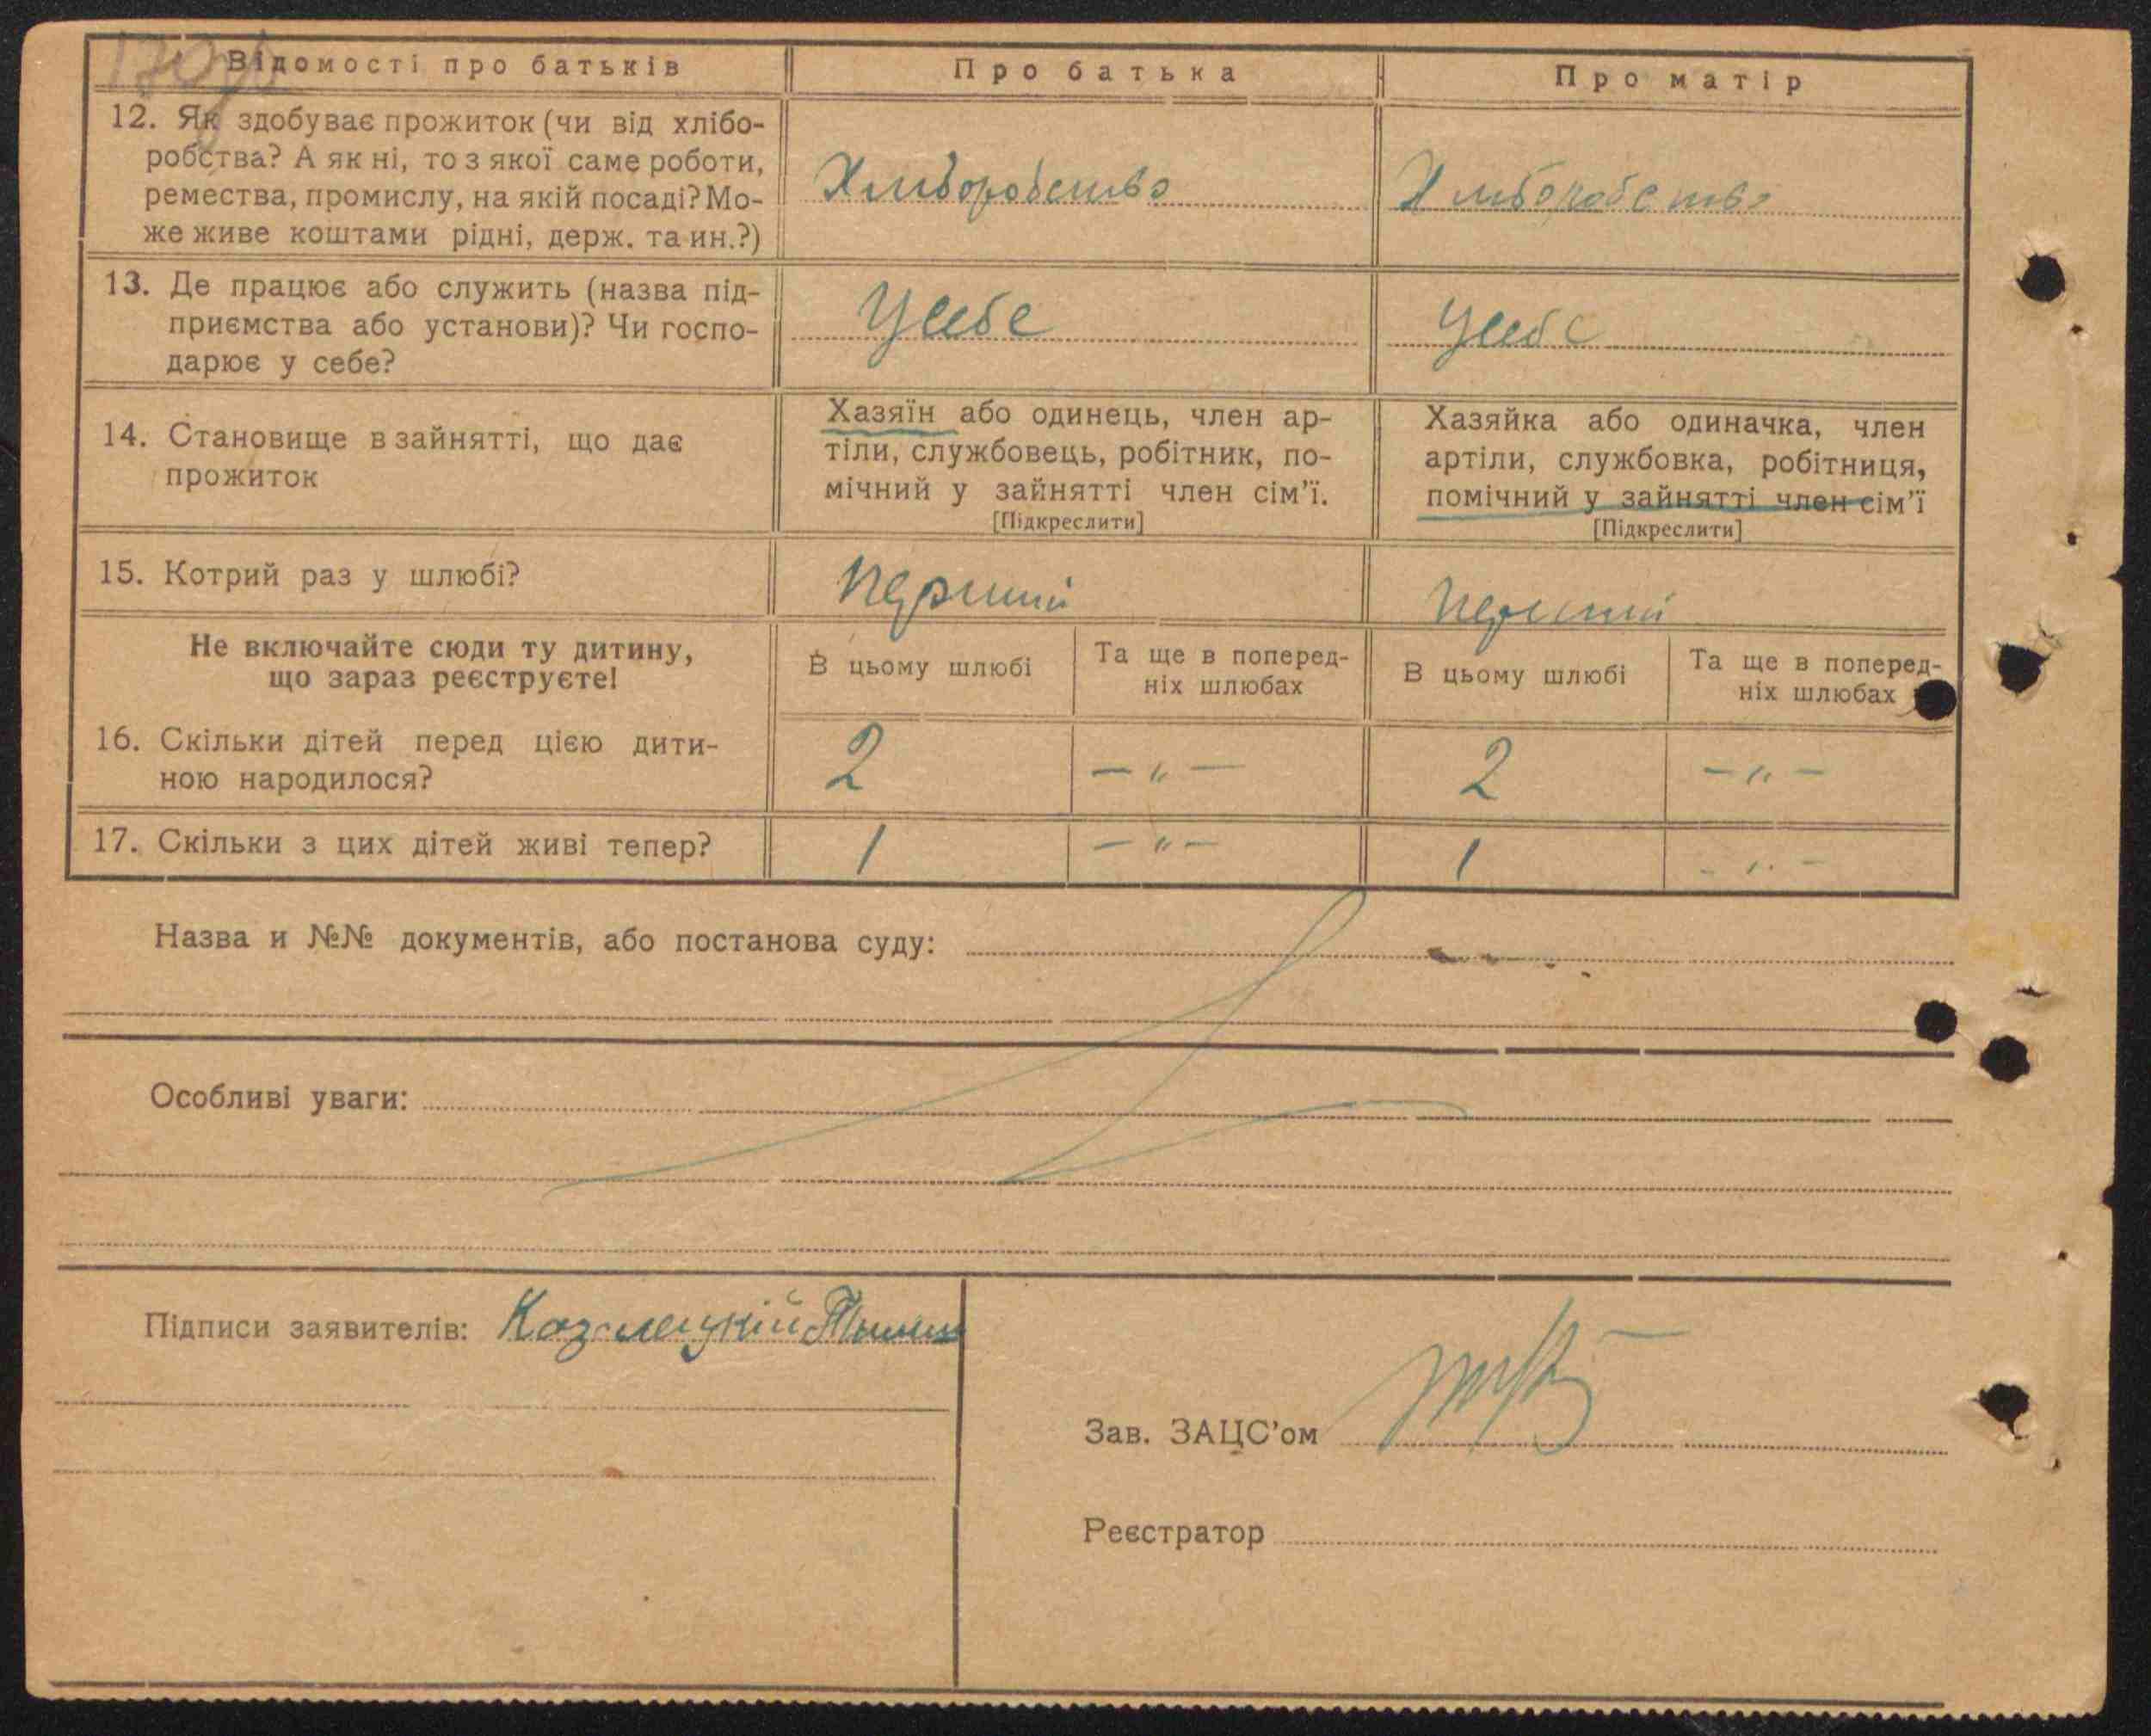 Відомості про батьків
Про батька
Про матір
12. Як здобуває прожиток (чи від хлібо-
робства? А як ні, то з якої саме роботи,
ремества, промислу, на якій посаді? Мо-
же живе коштами рідні, держ. та ин.?)
Хліборобство
Хліборобство
13. Де працює або служить (назва під-
приємства або установи)? Чи госпо-
дарює у себе?
У себе
У себе
14. Становище в зайнятті, що дає
прожиток
Хазяїн або одинець, член ар-
тіли, службовець, робітник, по-
мічний у зайнятті член сім'ї.
[Підкреслити]
Хазяйка або одиначка, член
артіли, службовка, робітниця,
помічний у зайнятті член сім'ї
[Підкреслити]
15. Котрий раз у шлюбі?
Перший
Перший
Не включайте сюди ту дитину,
що зараз реєструєте!
В цьому шлюбі
Та ще в поперед-
ніх шлюбах
В цьому шлюбі
Та ще в поперед-
ніх шлюбах
16. Скільки дітей перед цією дити-
ною народилося?
2
— „ —
2
— „ —
17. Скільки з цих дітей живі тепер?
1
— „ —
1
— „ —
Назва и №№ документів, або постанова суду:
Особливі уваги:
Підписи заявителів:
Зав. ЗАЦС'ом
Реєстратор